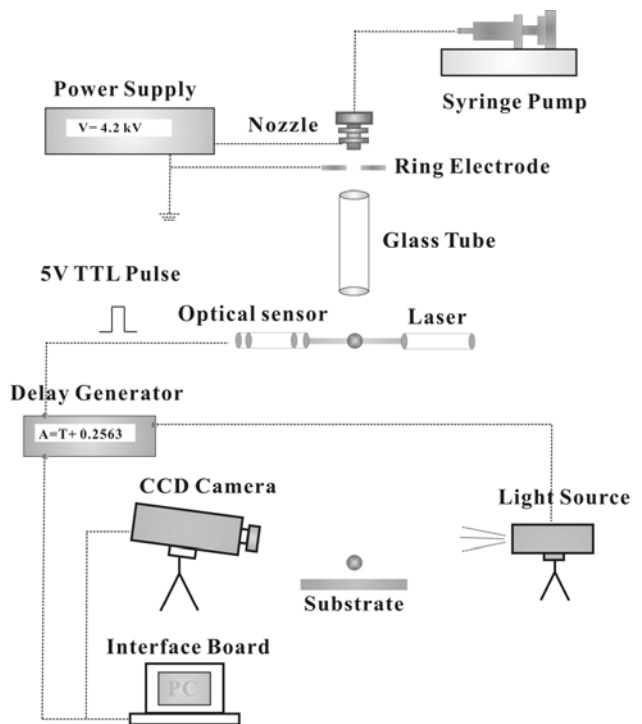 Power Supply
V= 4.2 kV
Syringe Pump
Nozzle
Ring Electrode
Glass Tube
5V TTL Pulse
Optical sensor
Laser
Delay Generator
A=T+ 0.2563
CCD Camera
Light Source
Substrate
Interface Board
PC